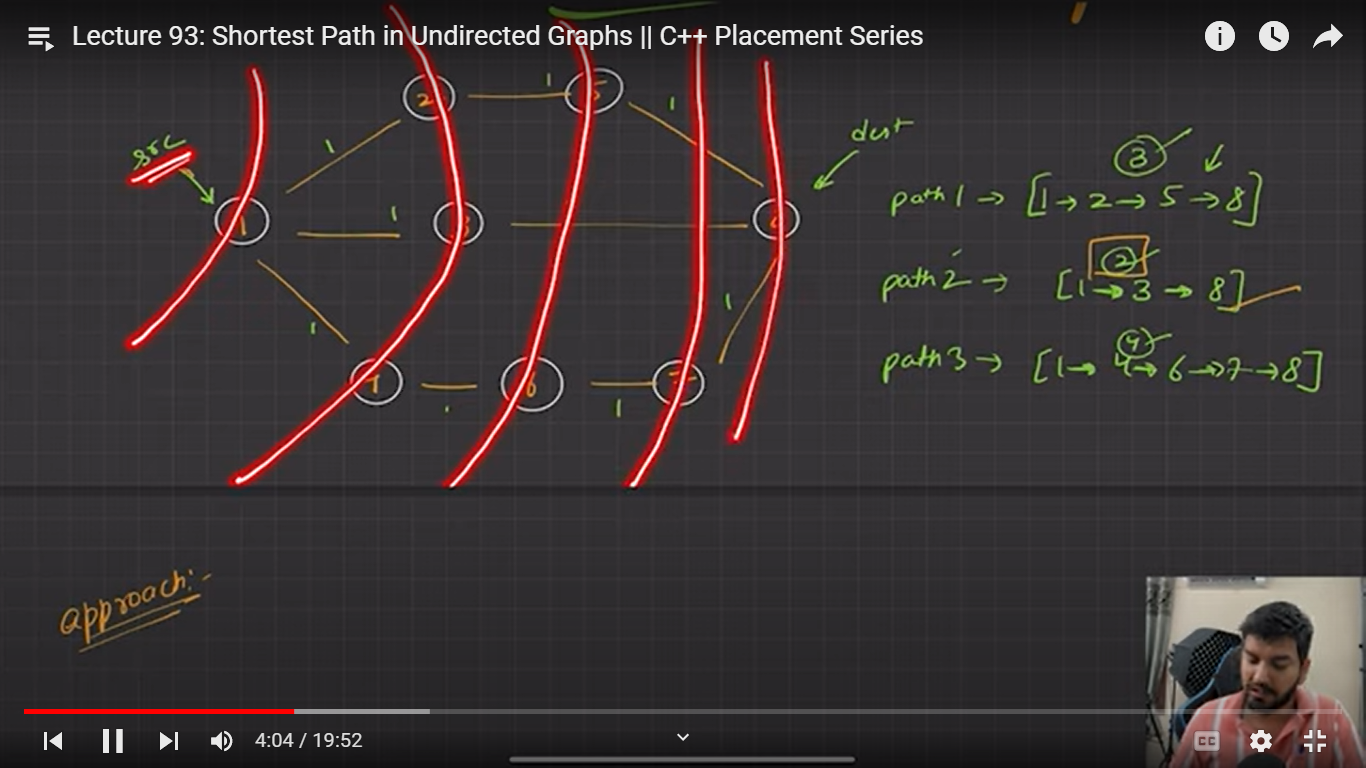 Lecture 93: Shortest Path in Undirected Graphs || C++ Placement Series
2 1 5 1
src 1 dest
1 1 3 8
1 1
4 1 6 1 7
3
path 1 → [1 → 2 → 5 → 8]
2
path 2 → [1 → 3 → 8]
4
path 3 → [1 → 4 → 6 → 7 → 8]
approach:-
4:04 / 19:52
CC